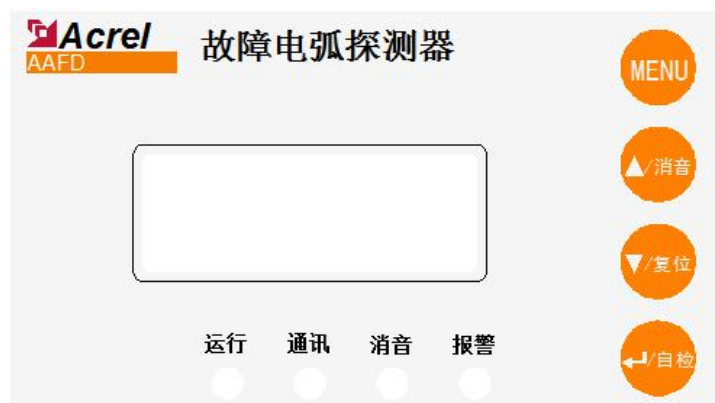 Acrel
AAFD
故障电弧探测器
MENU
▲/消音
▼/复位
↵/自检
运行 通讯 消音 报警